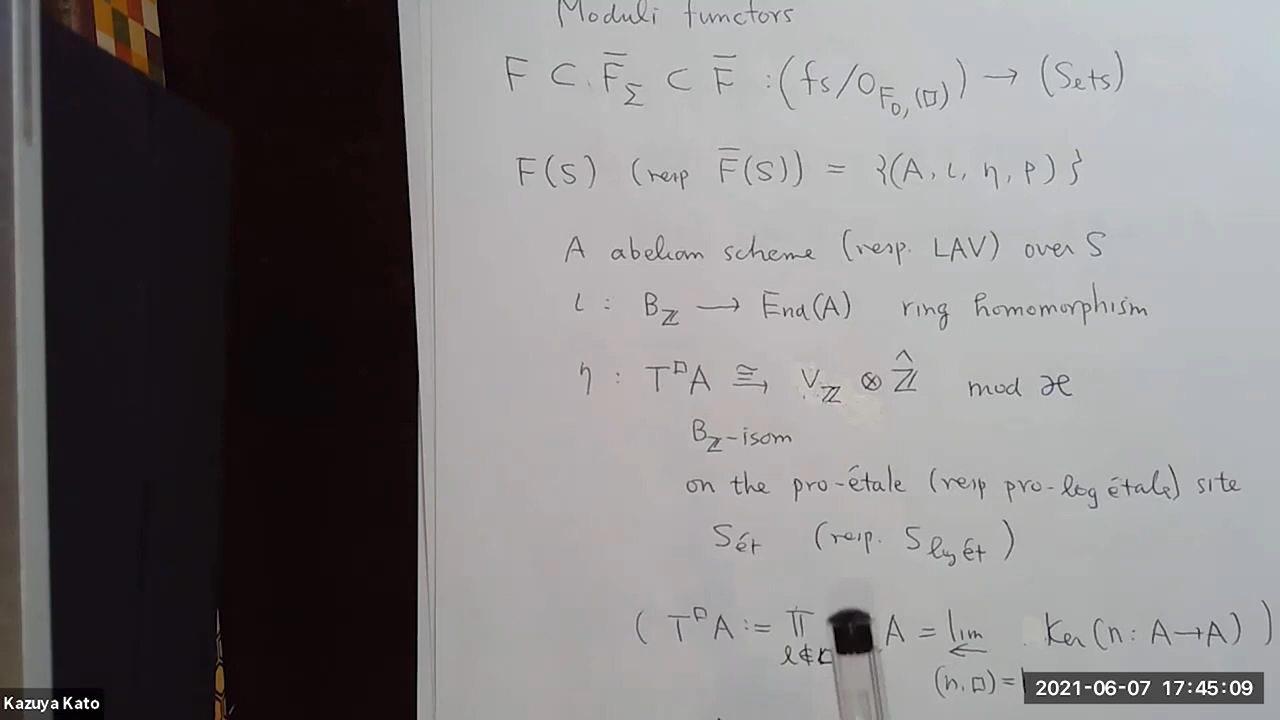 Moduli functors
F ⊂ F̄_Σ ⊂ F̄ : (fs/O_{F₀,(□)}) → (Sets)
F(S) (resp F̄(S)) = {(A, ι, η, p)}
A abelian scheme (resp. LAV) over S
ι : B_ℤ → End(A) ring homomorphism
η : T^□A ≅→ V_ℤ ⊗ ℤ̂ mod 𝓗
B_ℤ-isom
on the pro-étale (resp pro-log étale) site
S_ét (resp. S_log ét)
( T^□A := ∏_{ℓ∉□} A = lim← Ker(n: A→A) )
(n, □) = 1
2021-06-07 17:45:09
Kazuya Kato